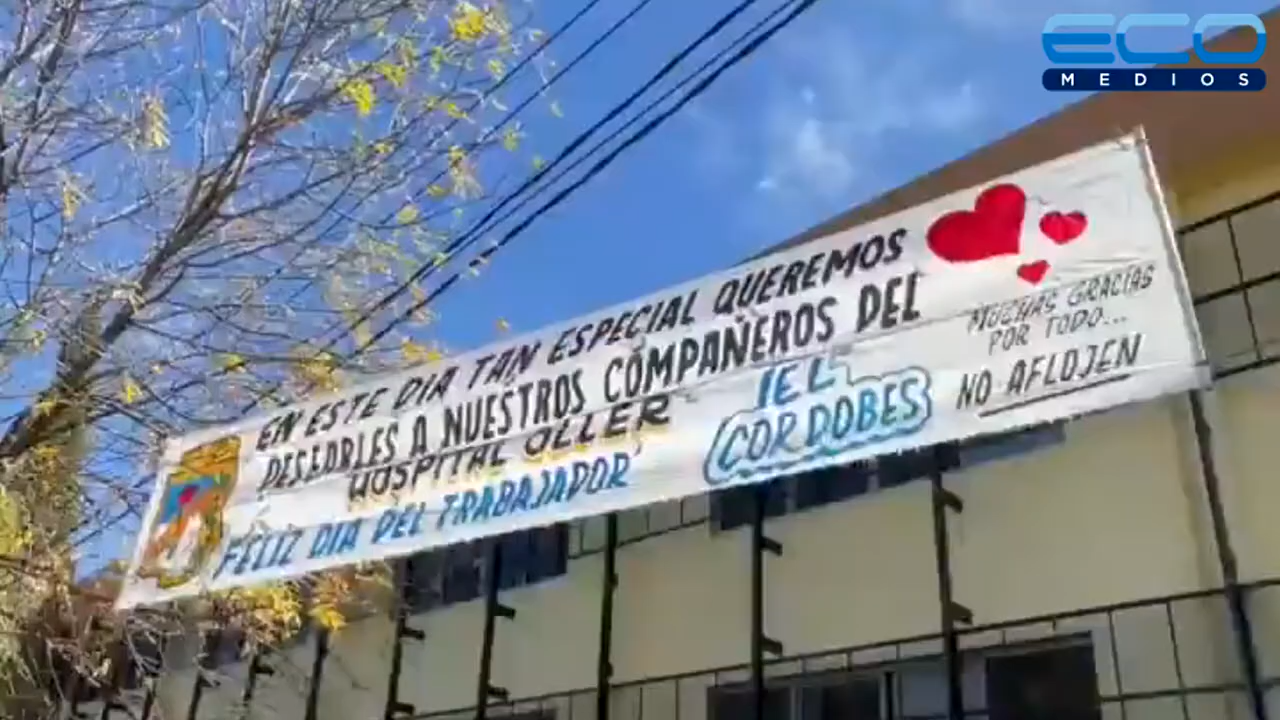 ECO
MEDIOS
EN ESTE DIA TAN ESPECIAL QUEREMOS
DESEARLES A NUESTROS COMPAÑEROS DEL
HOSPITAL OLLER
FELIZ DIA DEL TRABAJADOR
IEL
CORDOBES
MUCHAS GRACIAS
POR TODO...
NO AFLOJEN